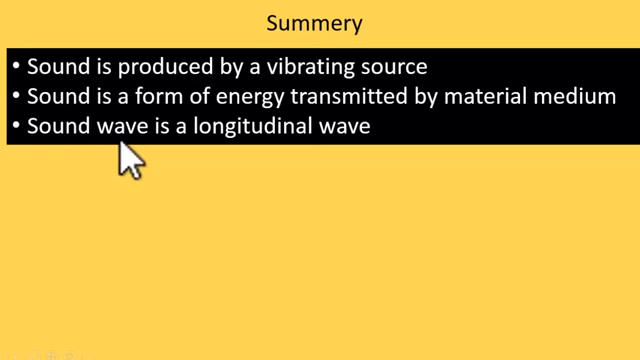 Summery
• Sound is produced by a vibrating source
• Sound is a form of energy transmitted by material medium
• Sound wave is a longitudinal wave